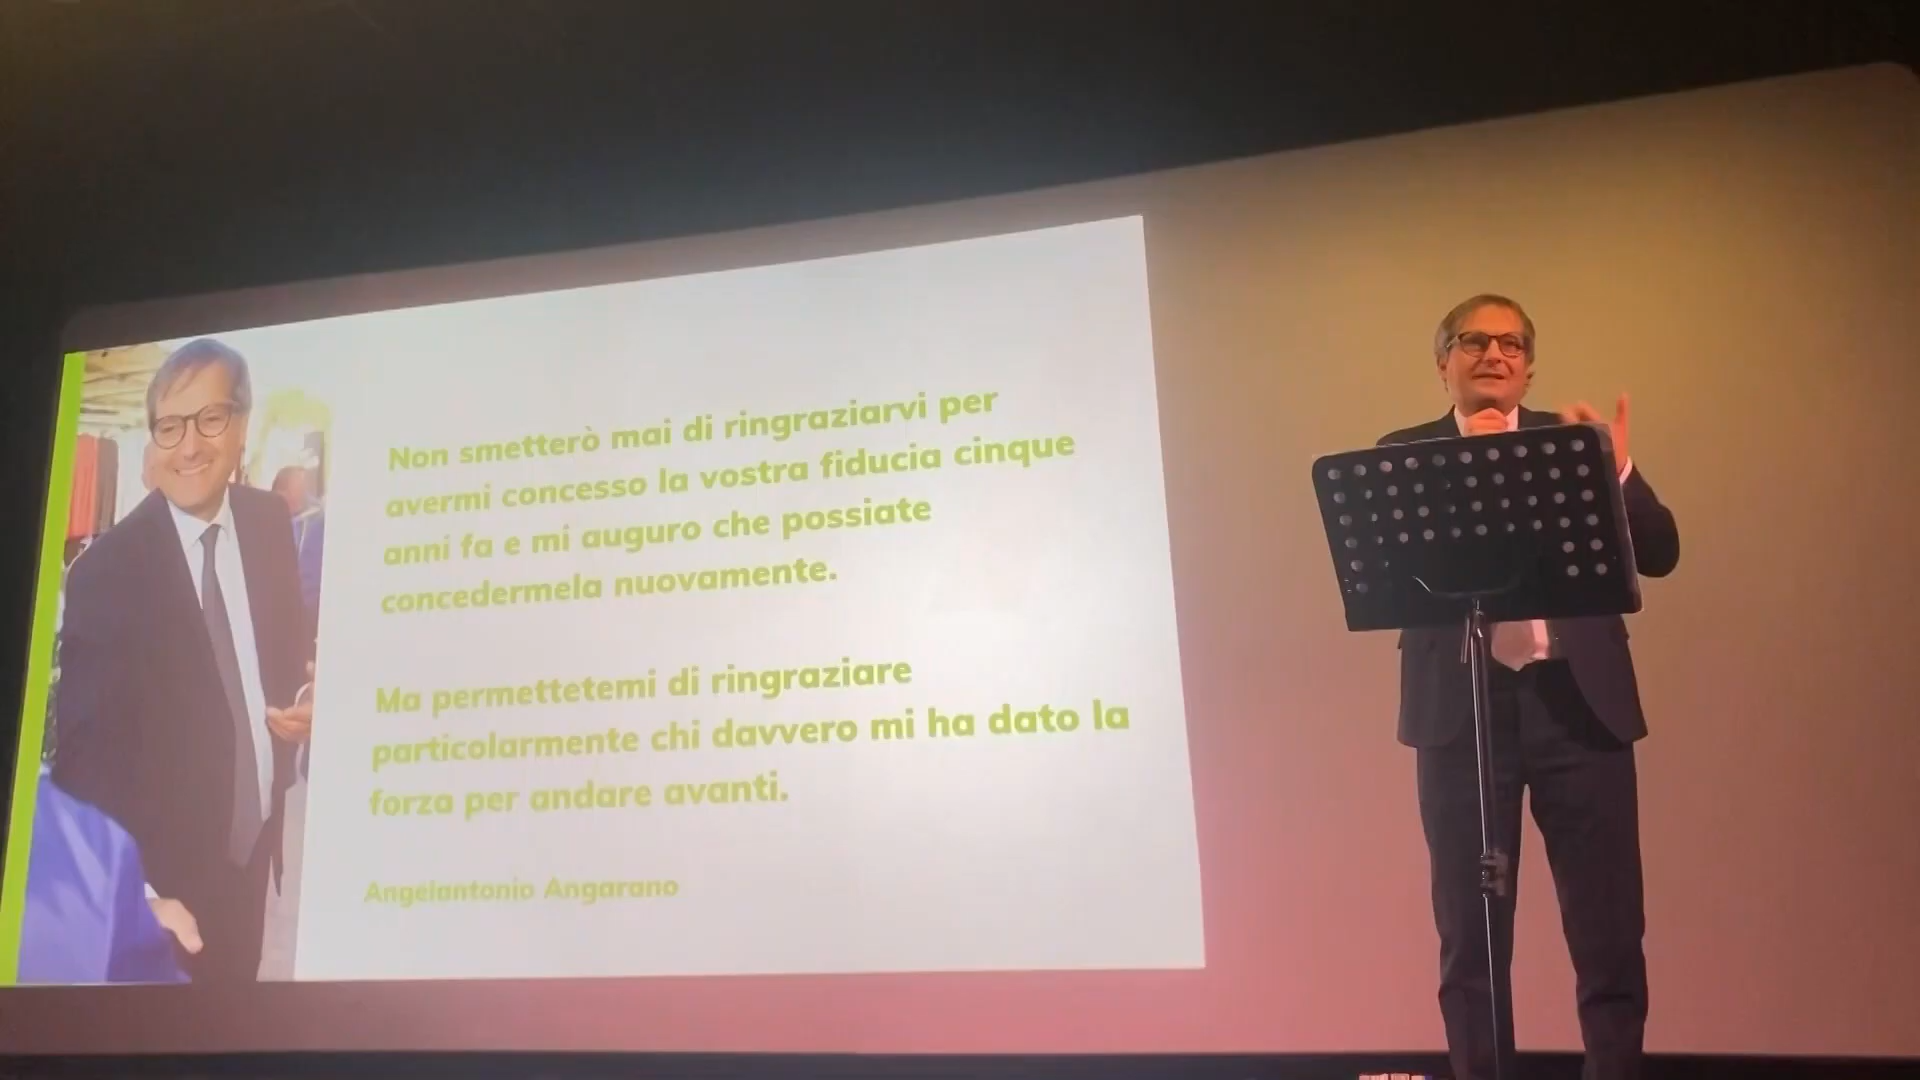 Non smetterò mai di ringraziarvi per
avermi concesso la vostra fiducia cinque
anni fa e mi auguro che possiate
concedermela nuovamente.
Ma permettetemi di ringraziare
particolarmente chi davvero mi ha dato la
forza per andare avanti.
Angelantonio Angarano